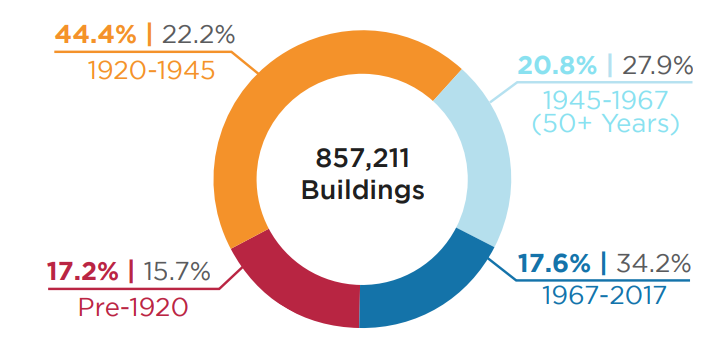 44.4% | 22.2%
1920-1945
20.8% | 27.9%
1945-1967
(50+ Years)
857,211
Buildings
17.2% | 15.7%
Pre-1920
17.6% | 34.2%
1967-2017